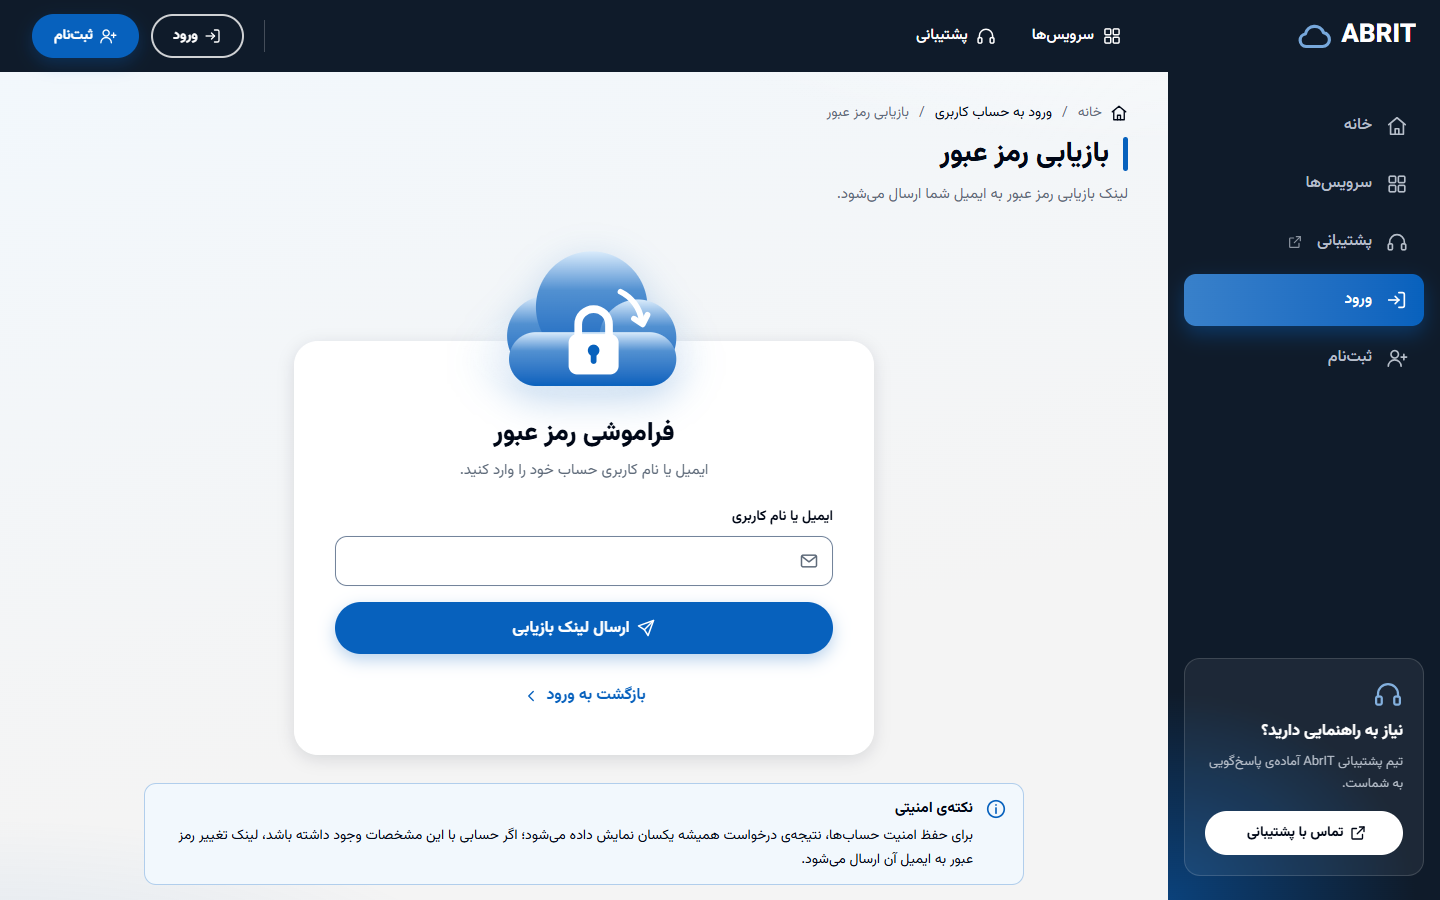 ABRIT
سرویس‌ها
پشتیبانی
ورود
ثبت‌نام
خانه
سرویس‌ها
پشتیبانی
ورود
ثبت‌نام
نیاز به راهنمایی دارید؟
تیم پشتیبانی AbrIT آماده‌ی پاسخ‌گویی
به شماست.
تماس با پشتیبانی
خانه / ورود به حساب کاربری / بازیابی رمز عبور
بازیابی رمز عبور
لینک بازیابی رمز عبور به ایمیل شما ارسال می‌شود.
فراموشی رمز عبور
ایمیل یا نام کاربری حساب خود را وارد کنید.
ایمیل یا نام کاربری
ارسال لینک بازیابی
بازگشت به ورود
نکته‌ی امنیتی
برای حفظ امنیت حساب‌ها، نتیجه‌ی درخواست همیشه یکسان نمایش داده می‌شود؛ اگر حسابی با این مشخصات وجود داشته باشد، لینک تغییر رمز
عبور به ایمیل آن ارسال می‌شود.